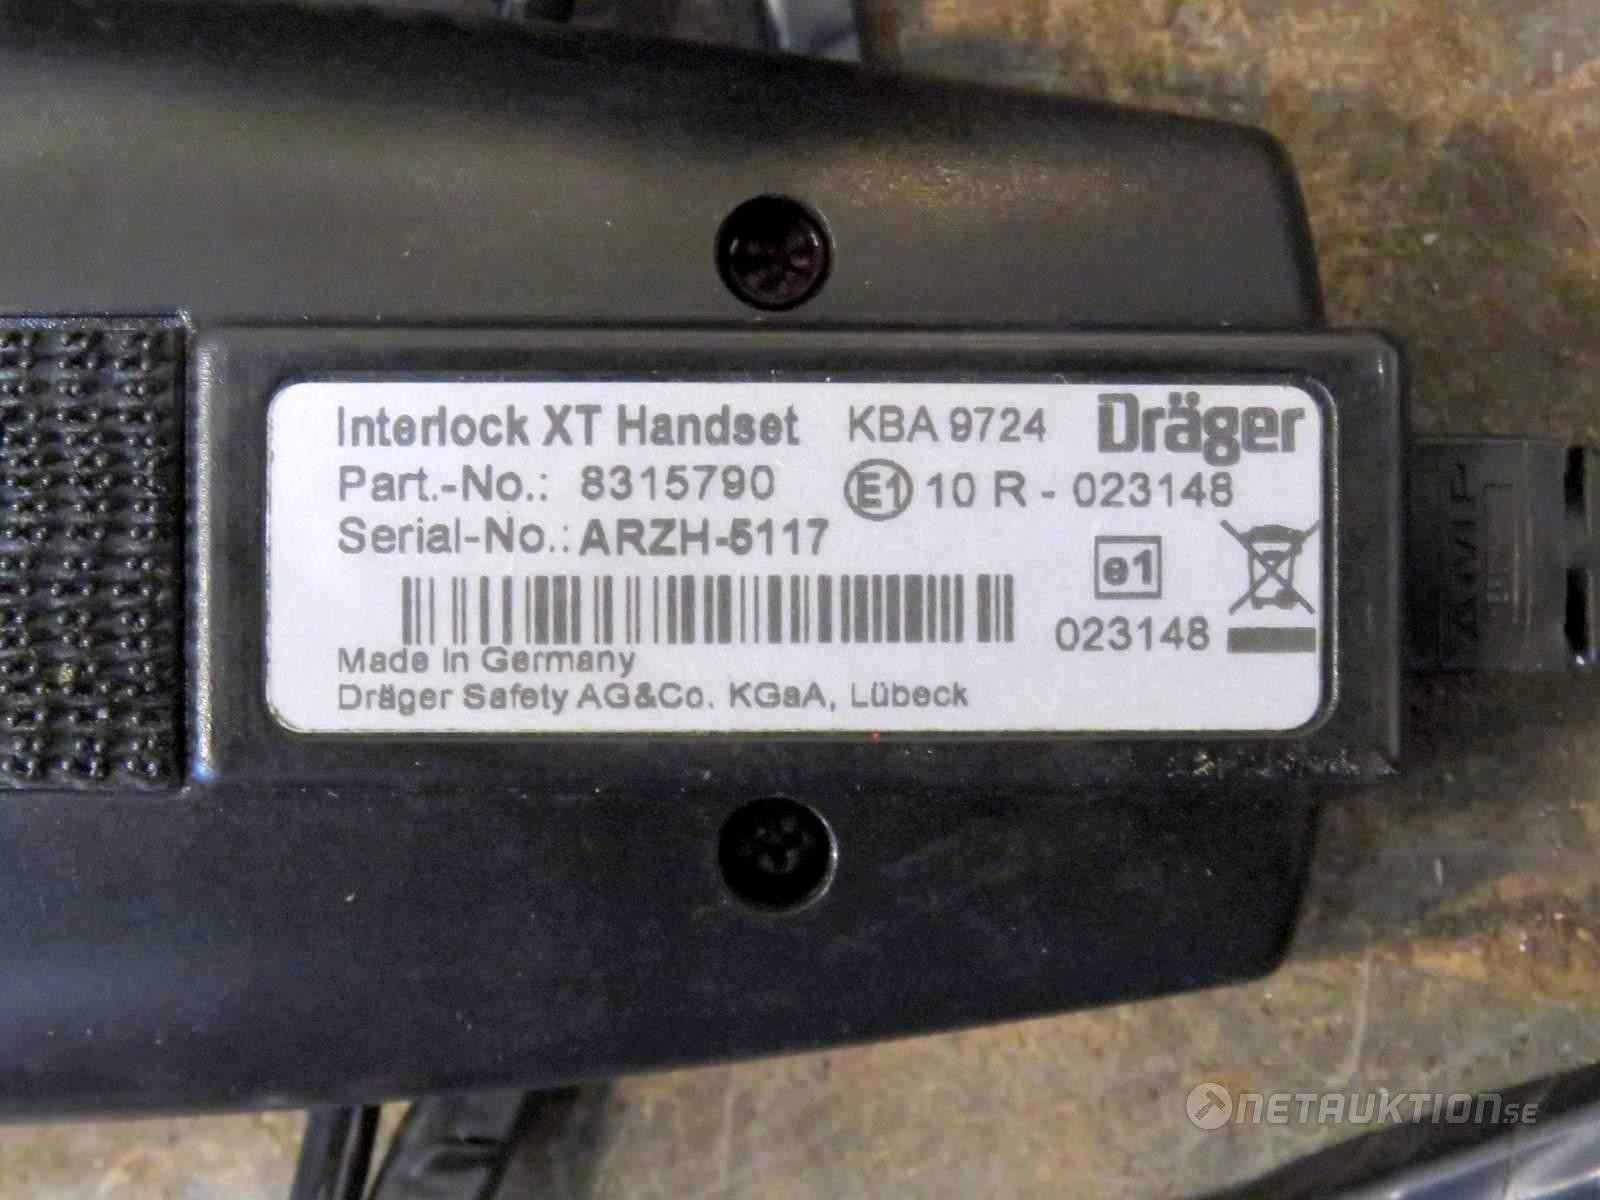 Interlock XT Handset KBA 9724 Dräger
Part.-No.: 8315790 E1 10 R - 023148
Serial-No.: ARZH-5117
e1
023148
Made in Germany
Dräger Safety AG&Co. KGaA, Lübeck
AMP
NETAUKTION.SE